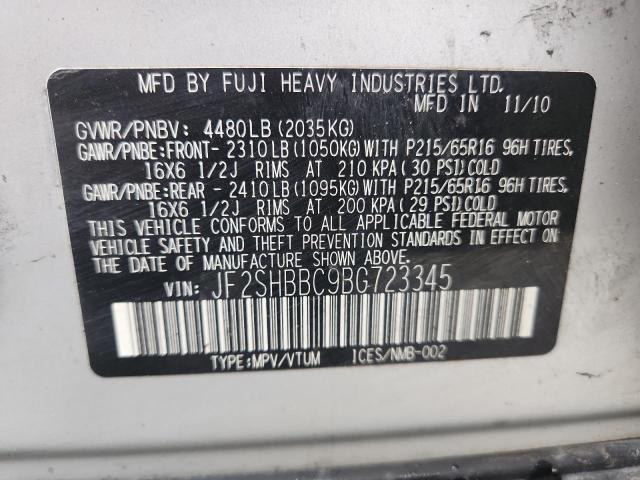 MFD BY FUJI HEAVY INDUSTRIES LTD.
MFD IN 11/10
GVWR/PNBV: 4480LB(2035KG)
GAWR/PNBE:FRONT- 2310LB(1050KG)WITH P215/65R16 96H TIRES,
16X6 1/2J RIMS AT 210 KPA(30 PSI)COLD
GAWR/PNBE:REAR - 2410LB(1095KG)WITH P215/65R16 96H TIRES,
16X6 1/2J RIMS AT 200 KPA(29 PSI)COLD
THIS VEHICLE CONFORMS TO ALL APPLICABLE FEDERAL MOTOR
VEHICLE SAFETY AND THEFT PREVENTION STANDARDS IN EFFECT ON
THE DATE OF MANUFACTURE SHOWN ABOVE.
VIN: JF2SHBBC9BG723345
TYPE:MPV/VTUM ICES/NMB-002